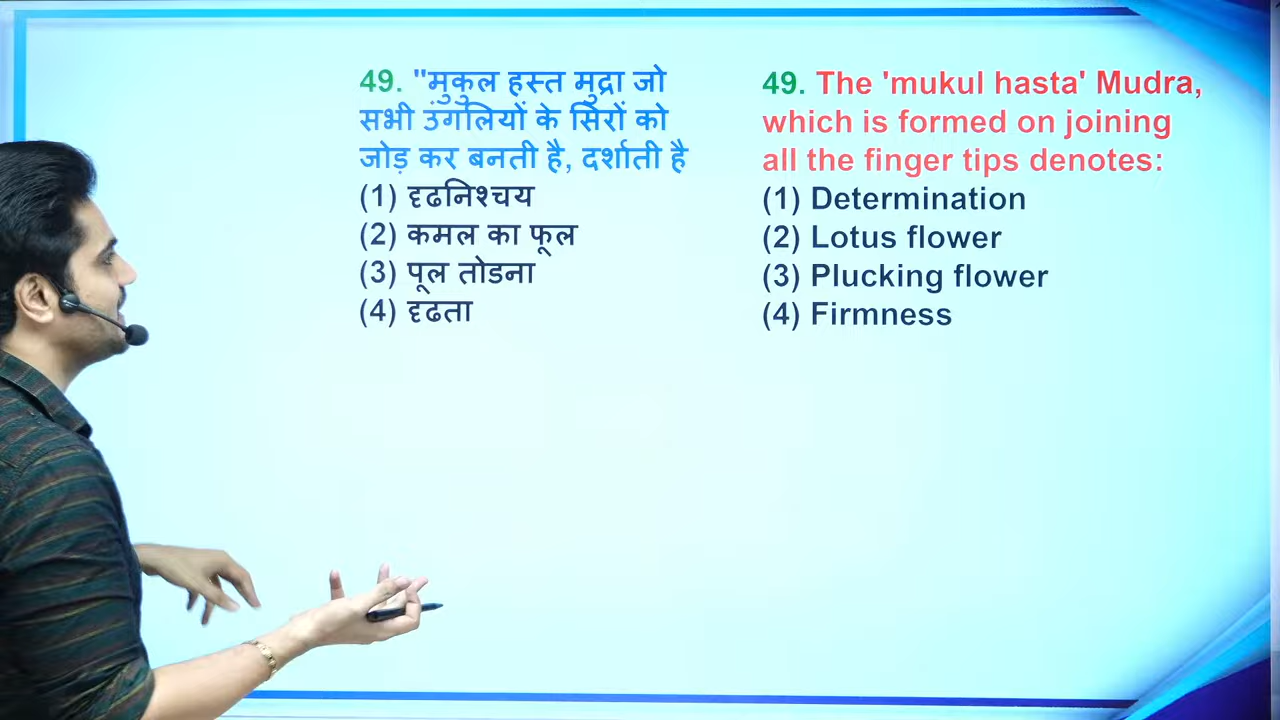 49. "मुकुल हस्त मुद्रा जो
सभी उंगलियों के सिरों को
जोड़ कर बनती है, दर्शाती है
(1) दृढनिश्चय
(2) कमल का फूल
(3) पूल तोडना
(4) दृढता
49. The 'mukul hasta' Mudra,
which is formed on joining
all the finger tips denotes:
(1) Determination
(2) Lotus flower
(3) Plucking flower
(4) Firmness